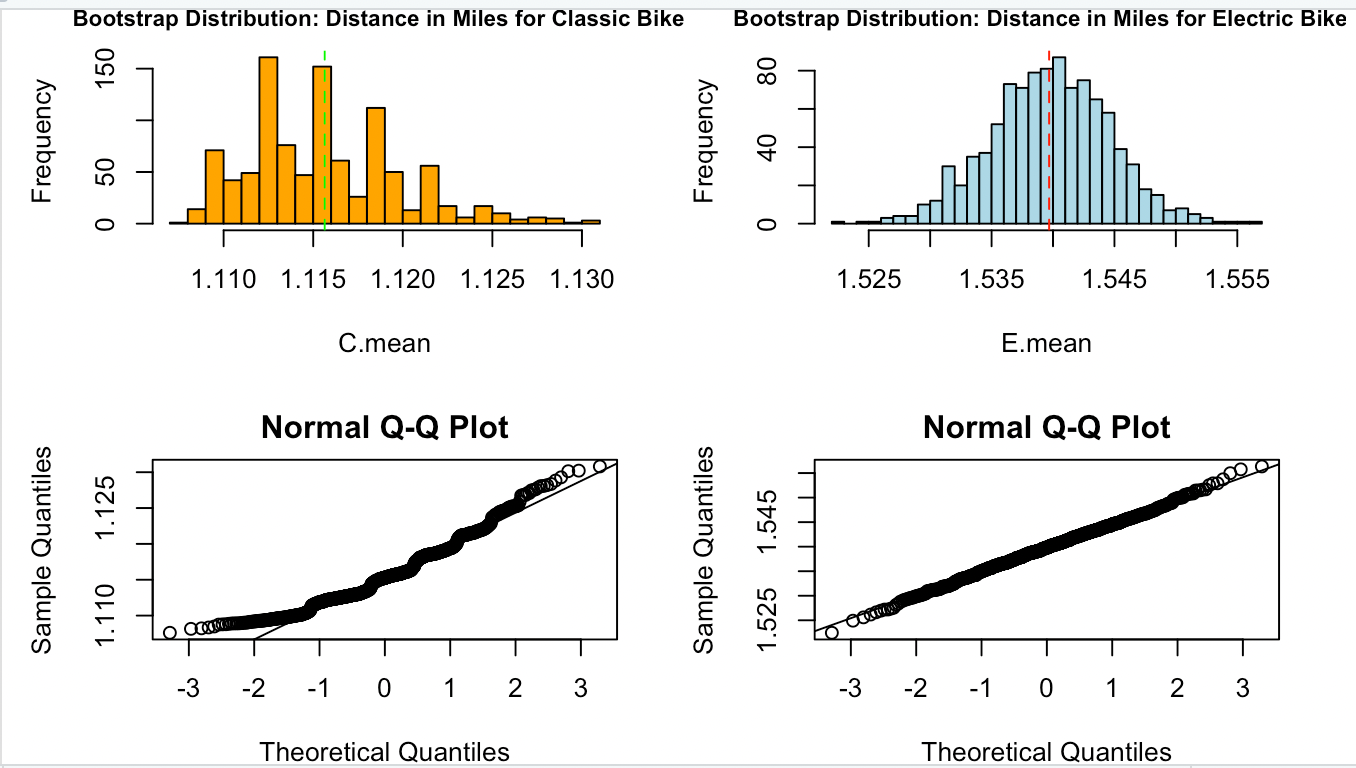 Bootstrap Distribution: Distance in Miles for Classic Bike
Frequency
0 50 150
1.110 1.115 1.120 1.125 1.130
C.mean
Bootstrap Distribution: Distance in Miles for Electric Bike
Frequency
0 40 80
1.525 1.535 1.545 1.555
E.mean
Normal Q-Q Plot
Sample Quantiles
1.110 1.125
-3 -2 -1 0 1 2 3
Theoretical Quantiles
Normal Q-Q Plot
Sample Quantiles
1.525 1.545
-3 -2 -1 0 1 2 3
Theoretical Quantiles